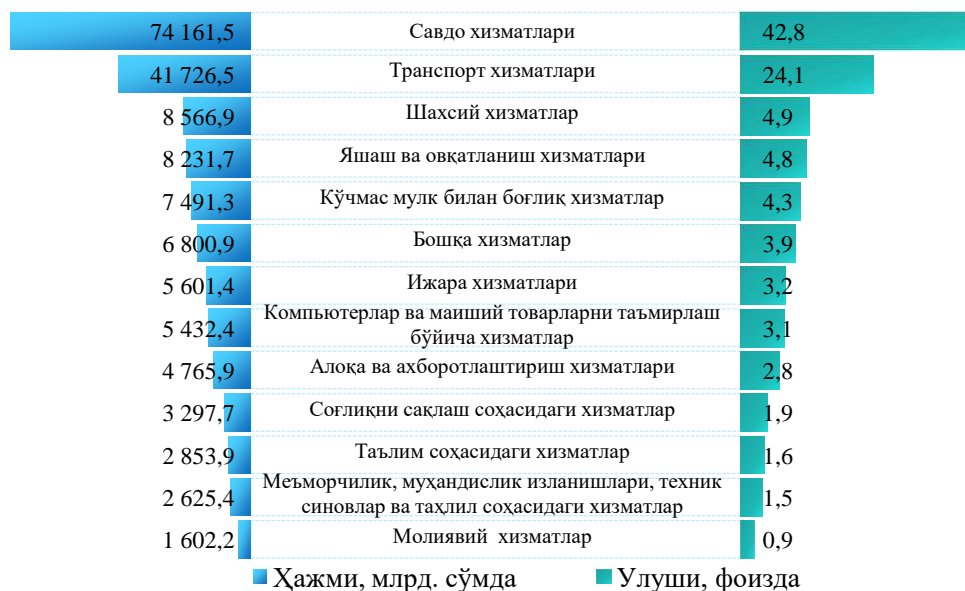 74 161,5 Савдо хизматлари 42,8
41 726,5 Транспорт хизматлари 24,1
8 566,9 Шахсий хизматлар 4,9
8 231,7 Яшаш ва овқатланиш хизматлари 4,8
7 491,3 Кўчмас мулк билан боғлиқ хизматлар 4,3
6 800,9 Бошқа хизматлар 3,9
5 601,4 Ижара хизматлари 3,2
Компьютерлар ва маиший товарларни таъмирлаш
5 432,4 бўйича хизматлар 3,1
4 765,9 Алоқа ва ахборотлаштириш хизматлари 2,8
3 297,7 Соғлиқни сақлаш соҳасидаги хизматлар 1,9
2 853,9 Таълим соҳасидаги хизматлар 1,6
Меъморчилик, муҳандислик изланишлари, техник
2 625,4 синовлар ва таҳлил соҳасидаги хизматлар 1,5
1 602,2 Молиявий хизматлар 0,9
Ҳажми, млрд. сўмда Улуши, фоизда